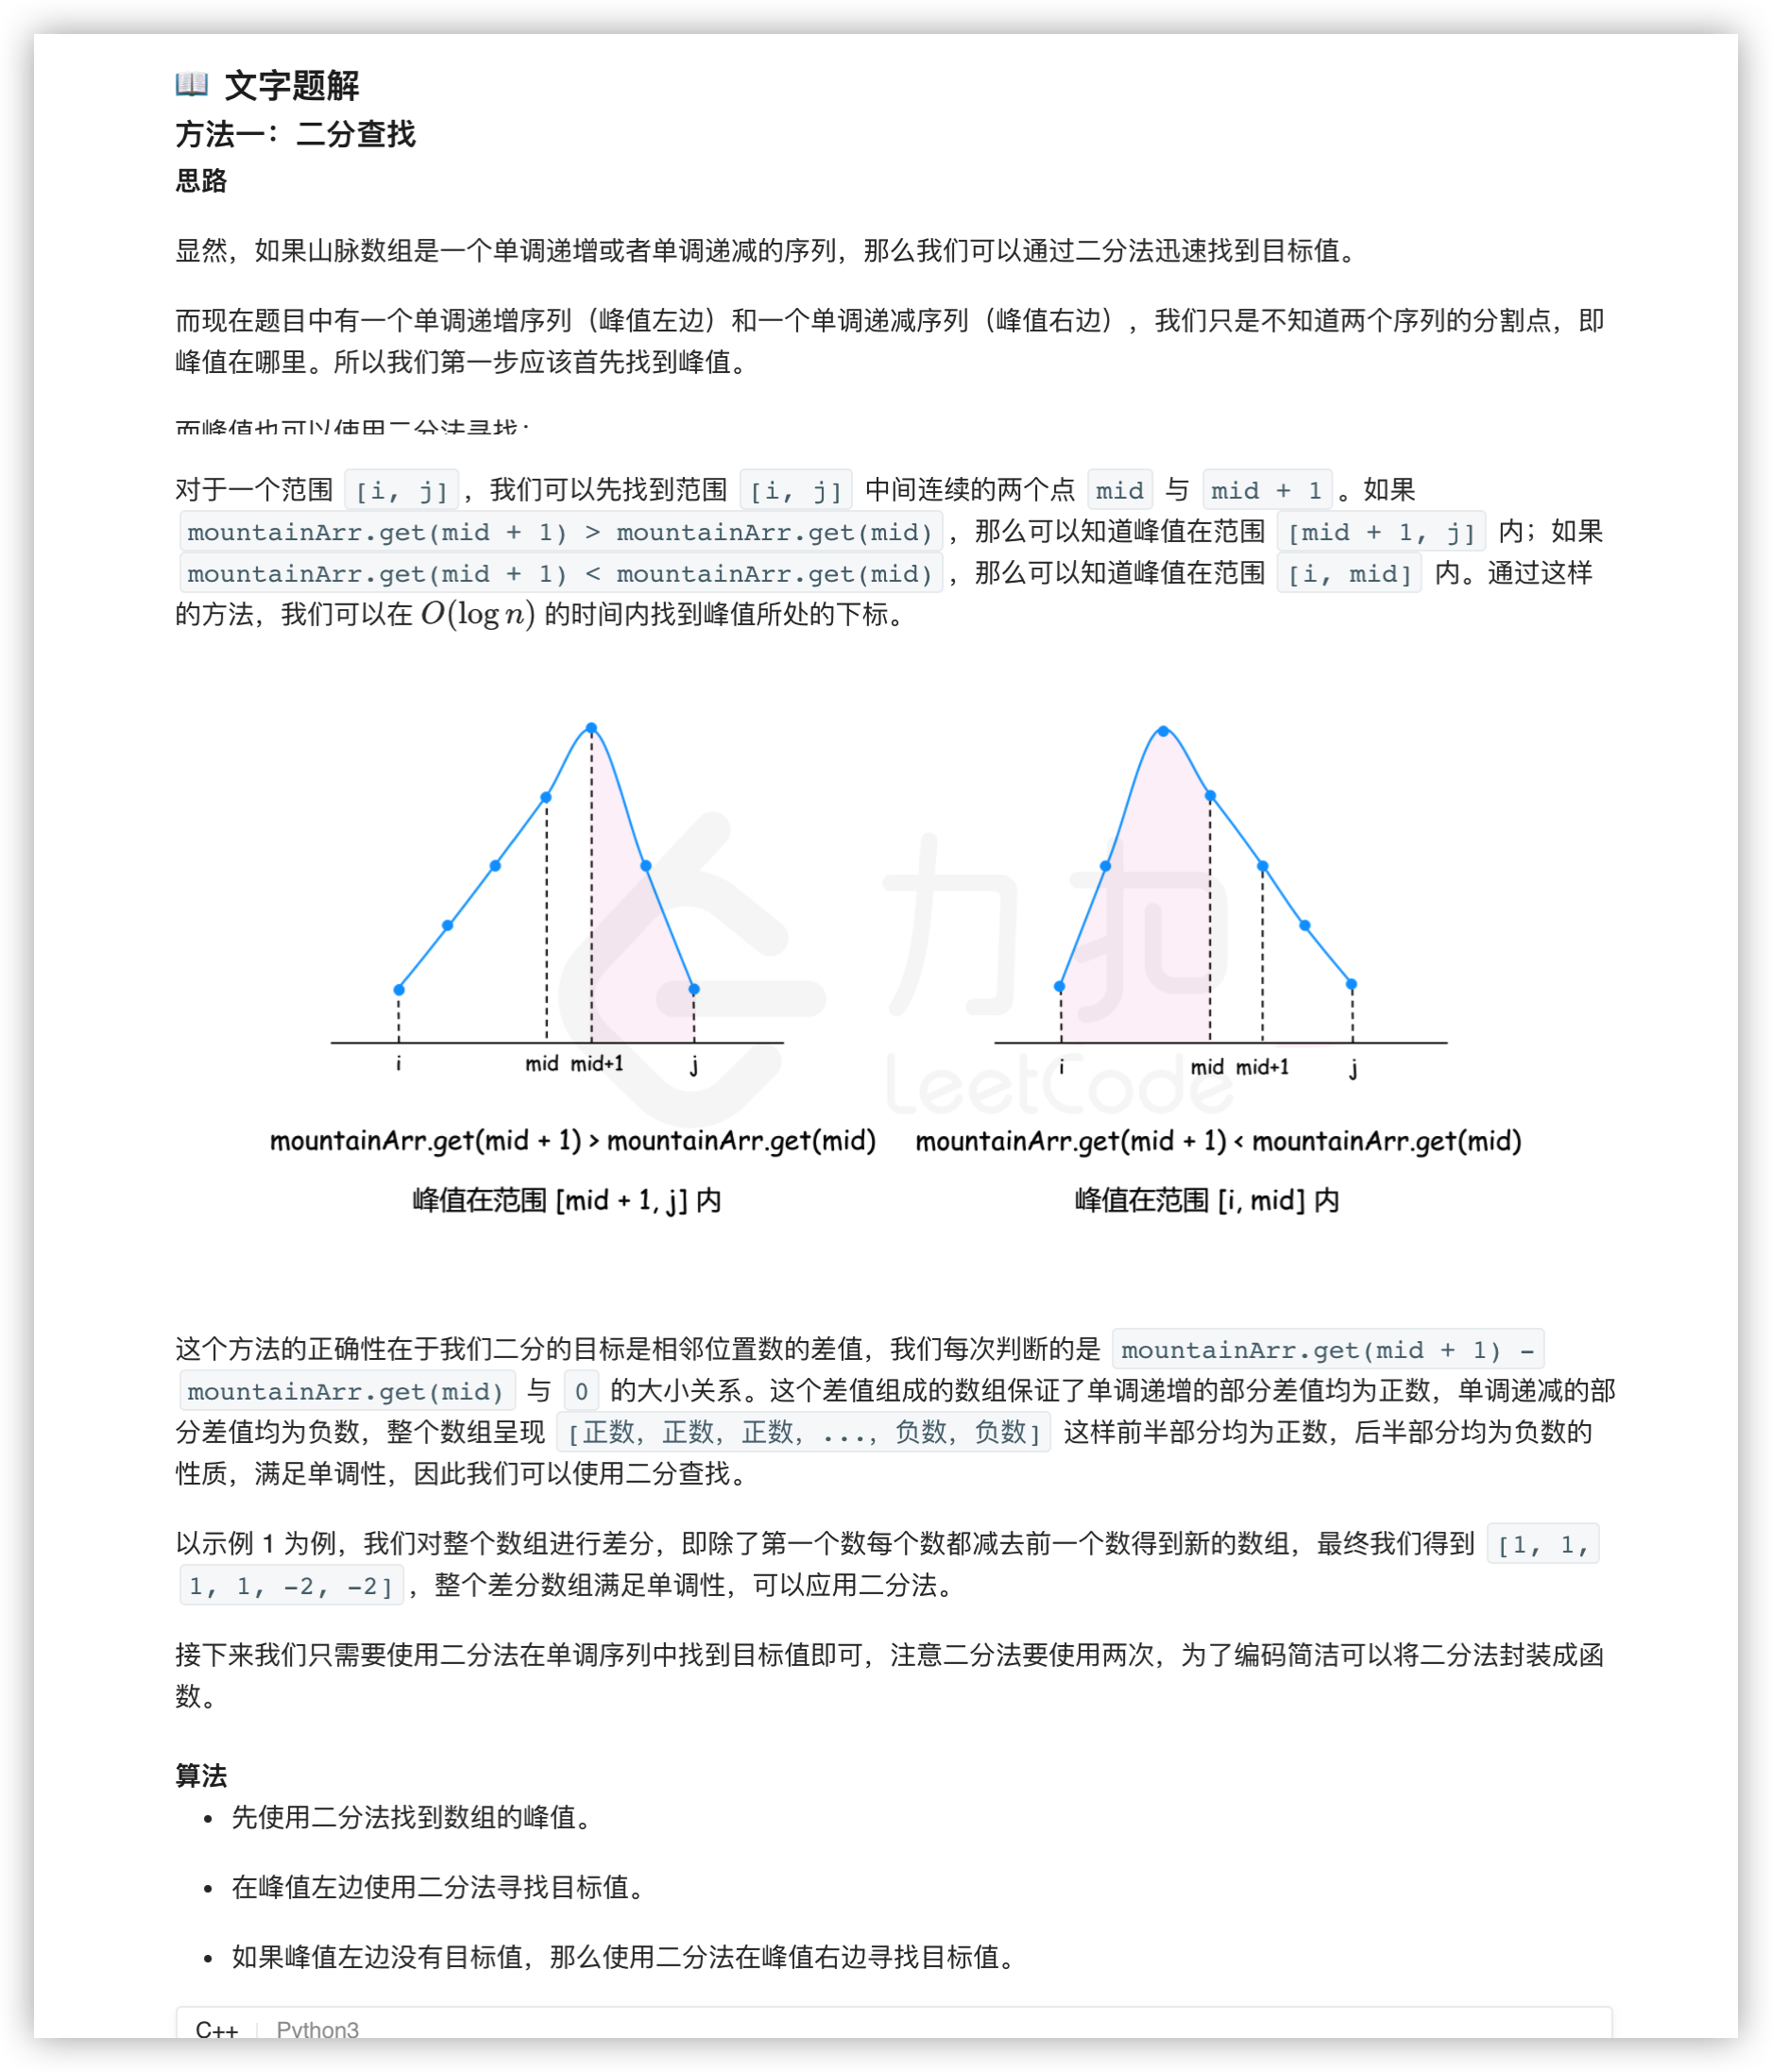 📖 文字题解
方法一：二分查找
思路
显然，如果山脉数组是一个单调递增或者单调递减的序列，那么我们可以通过二分法迅速找到目标值。
而现在题目中有一个单调递增序列（峰值左边）和一个单调递减序列（峰值右边），我们只是不知道两个序列的分割点，即
峰值在哪里。所以我们第一步应该首先找到峰值。
而峰值也可以使用二分法寻找：
对于一个范围 [i, j]，我们可以先找到范围 [i, j] 中间连续的两个点 mid 与 mid + 1。如果
mountainArr.get(mid + 1) > mountainArr.get(mid)，那么可以知道峰值在范围 [mid + 1, j] 内；如果
mountainArr.get(mid + 1) < mountainArr.get(mid)，那么可以知道峰值在范围 [i, mid] 内。通过这样
的方法，我们可以在 O(log n) 的时间内找到峰值所处的下标。
力扣
LeetCode
i mid mid+1 j
i mid mid+1 j
mountainArr.get(mid + 1) > mountainArr.get(mid)
mountainArr.get(mid + 1) < mountainArr.get(mid)
峰值在范围 [mid + 1, j] 内
峰值在范围 [i, mid] 内
这个方法的正确性在于我们二分的目标是相邻位置数的差值，我们每次判断的是 mountainArr.get(mid + 1) -
mountainArr.get(mid) 与 0 的大小关系。这个差值组成的数组保证了单调递增的部分差值均为正数，单调递减的部
分差值均为负数，整个数组呈现 [正数, 正数, 正数, ..., 负数, 负数] 这样前半部分均为正数，后半部分均为负数的
性质，满足单调性，因此我们可以使用二分查找。
以示例 1 为例，我们对整个数组进行差分，即除了第一个数每个数都减去前一个数得到新的数组，最终我们得到 [1, 1,
1, 1, -2, -2]，整个差分数组满足单调性，可以应用二分法。
接下来我们只需要使用二分法在单调序列中找到目标值即可，注意二分法要使用两次，为了编码简洁可以将二分法封装成函
数。
算法
• 先使用二分法找到数组的峰值。
• 在峰值左边使用二分法寻找目标值。
• 如果峰值左边没有目标值，那么使用二分法在峰值右边寻找目标值。
C++ | Python3